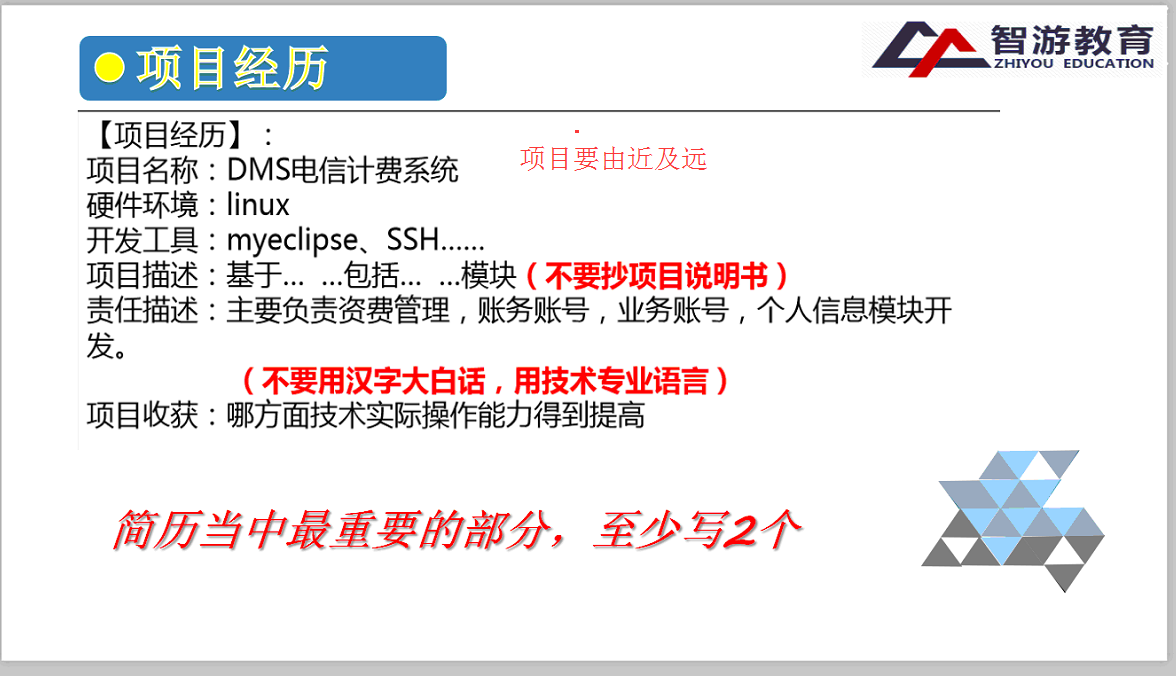 项目经历
智游教育
ZHIYOU EDUCATION
【项目经历】:
项目要由近及远
项目名称：DMS电信计费系统
硬件环境：linux
开发工具：myeclipse、SSH……
项目描述：基于… …包括… …模块（不要抄项目说明书）
责任描述：主要负责资费管理，账务账号，业务账号，个人信息模块开
发。
（不要用汉字大白话，用技术专业语言）
项目收获：哪方面技术实际操作能力得到提高
简历当中最重要的部分，至少写2个